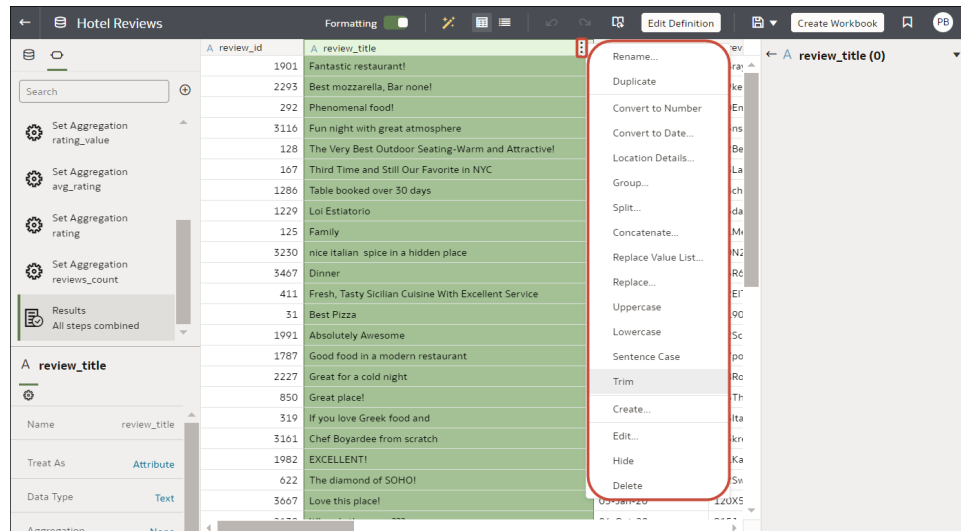 Hotel Reviews
Formatting
Edit Definition
Create Workbook
PB
Search
Set Aggregation
rating_value
Set Aggregation
avg_rating
Set Aggregation
rating
Set Aggregation
reviews_count
Results
All steps combined
A review_title
Name review_title
Treat As Attribute
Data Type Text
Aggregation None
A review_id A review_title
1901 Fantastic restaurant!
2293 Best mozzarella, Bar none!
292 Phenomenal food!
3116 Fun night with great atmosphere
128 The Very Best Outdoor Seating-Warm and Attractive!
167 Third Time and Still Our Favorite in NYC
1286 Table booked over 30 days
1229 Loi Estiatorio
125 Family
3230 nice italian spice in a hidden place
3467 Dinner
411 Fresh, Tasty Sicilian Cuisine With Excellent Service
31 Best Pizza
1991 Absolutely Awesome
1787 Good food in a modern restaurant
2227 Great for a cold night
850 Great place!
319 If you love Greek food and
3161 Chef Boyardee from scratch
1982 EXCELLENT!
622 The diamond of SOHO!
3667 Love this place!
Rename...
Duplicate
Convert to Number
Convert to Date...
Location Details...
Group...
Split...
Concatenate...
Replace Value List...
Replace...
Uppercase
Lowercase
Sentence Case
Trim
Create...
Edit...
Hide
Delete
A review_title (0)